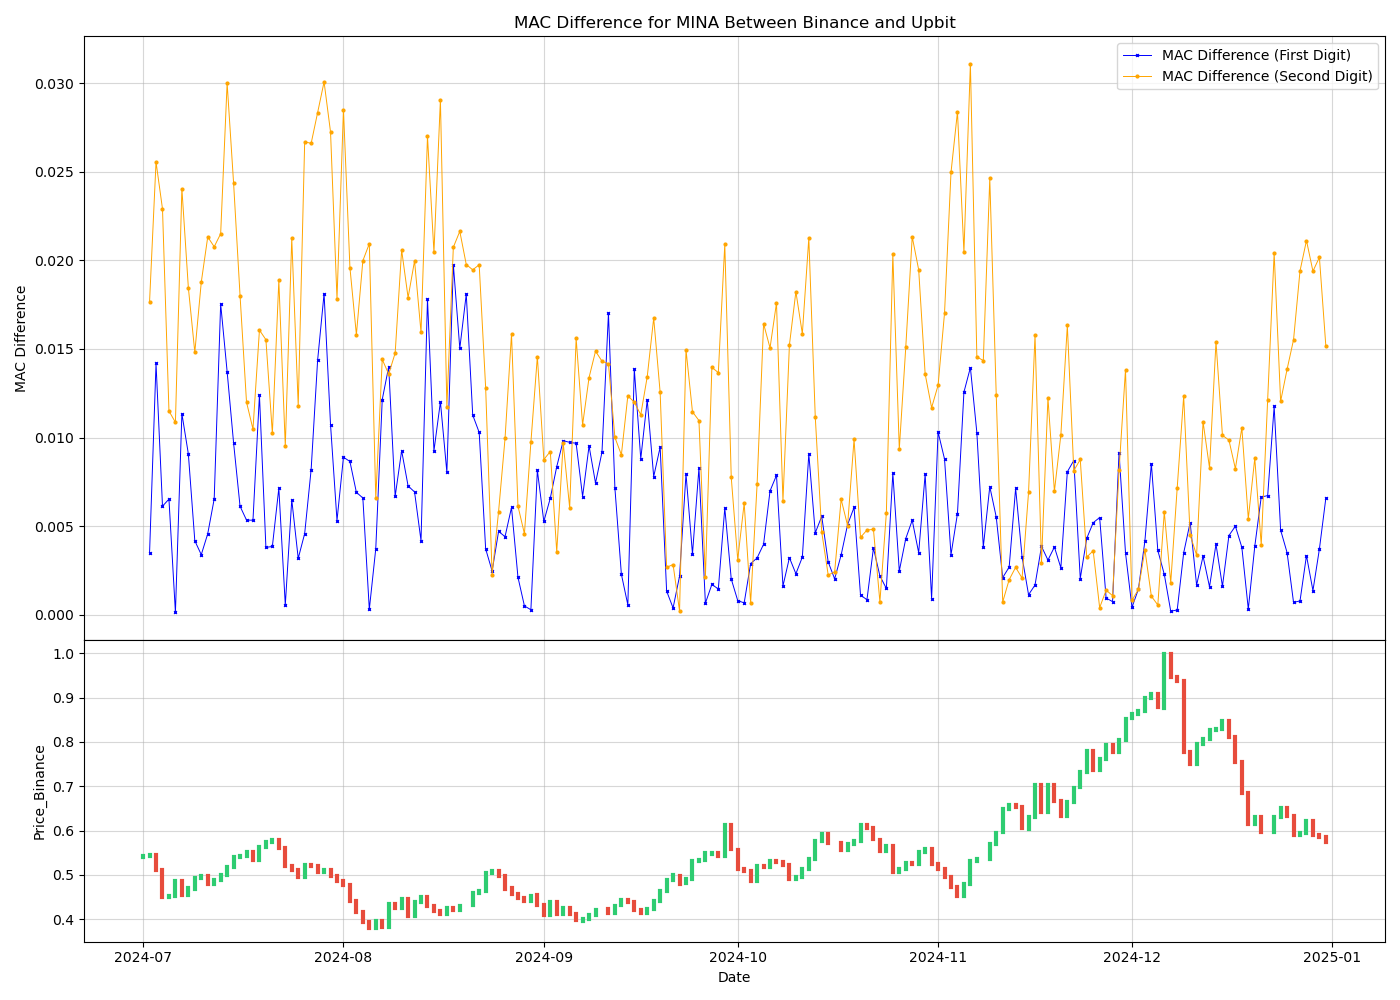 MAC Difference for MINA Between Binance and Upbit
MAC Difference (First Digit)
MAC Difference (Second Digit)
0.030
0.025
0.020
0.015
0.010
0.005
0.000
MAC Difference
1.0
0.9
0.8
0.7
0.6
0.5
0.4
Price_Binance
2024-07 2024-08 2024-09 2024-10 2024-11 2024-12 2025-01
Date